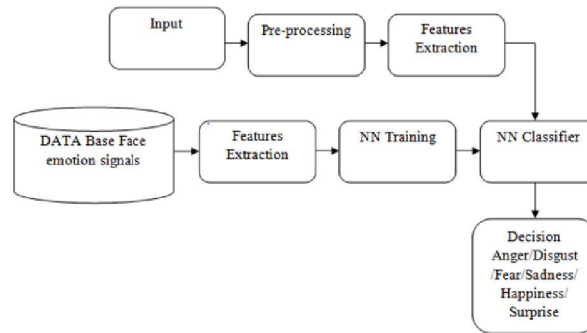 Input
Pre-processing
Features
Extraction
DATA Base Face
emotion signals
Features
Extraction
NN Training
NN Classifier
Decision
Anger/Disgust
/Fear/Sadness/
Happiness/
Surprise